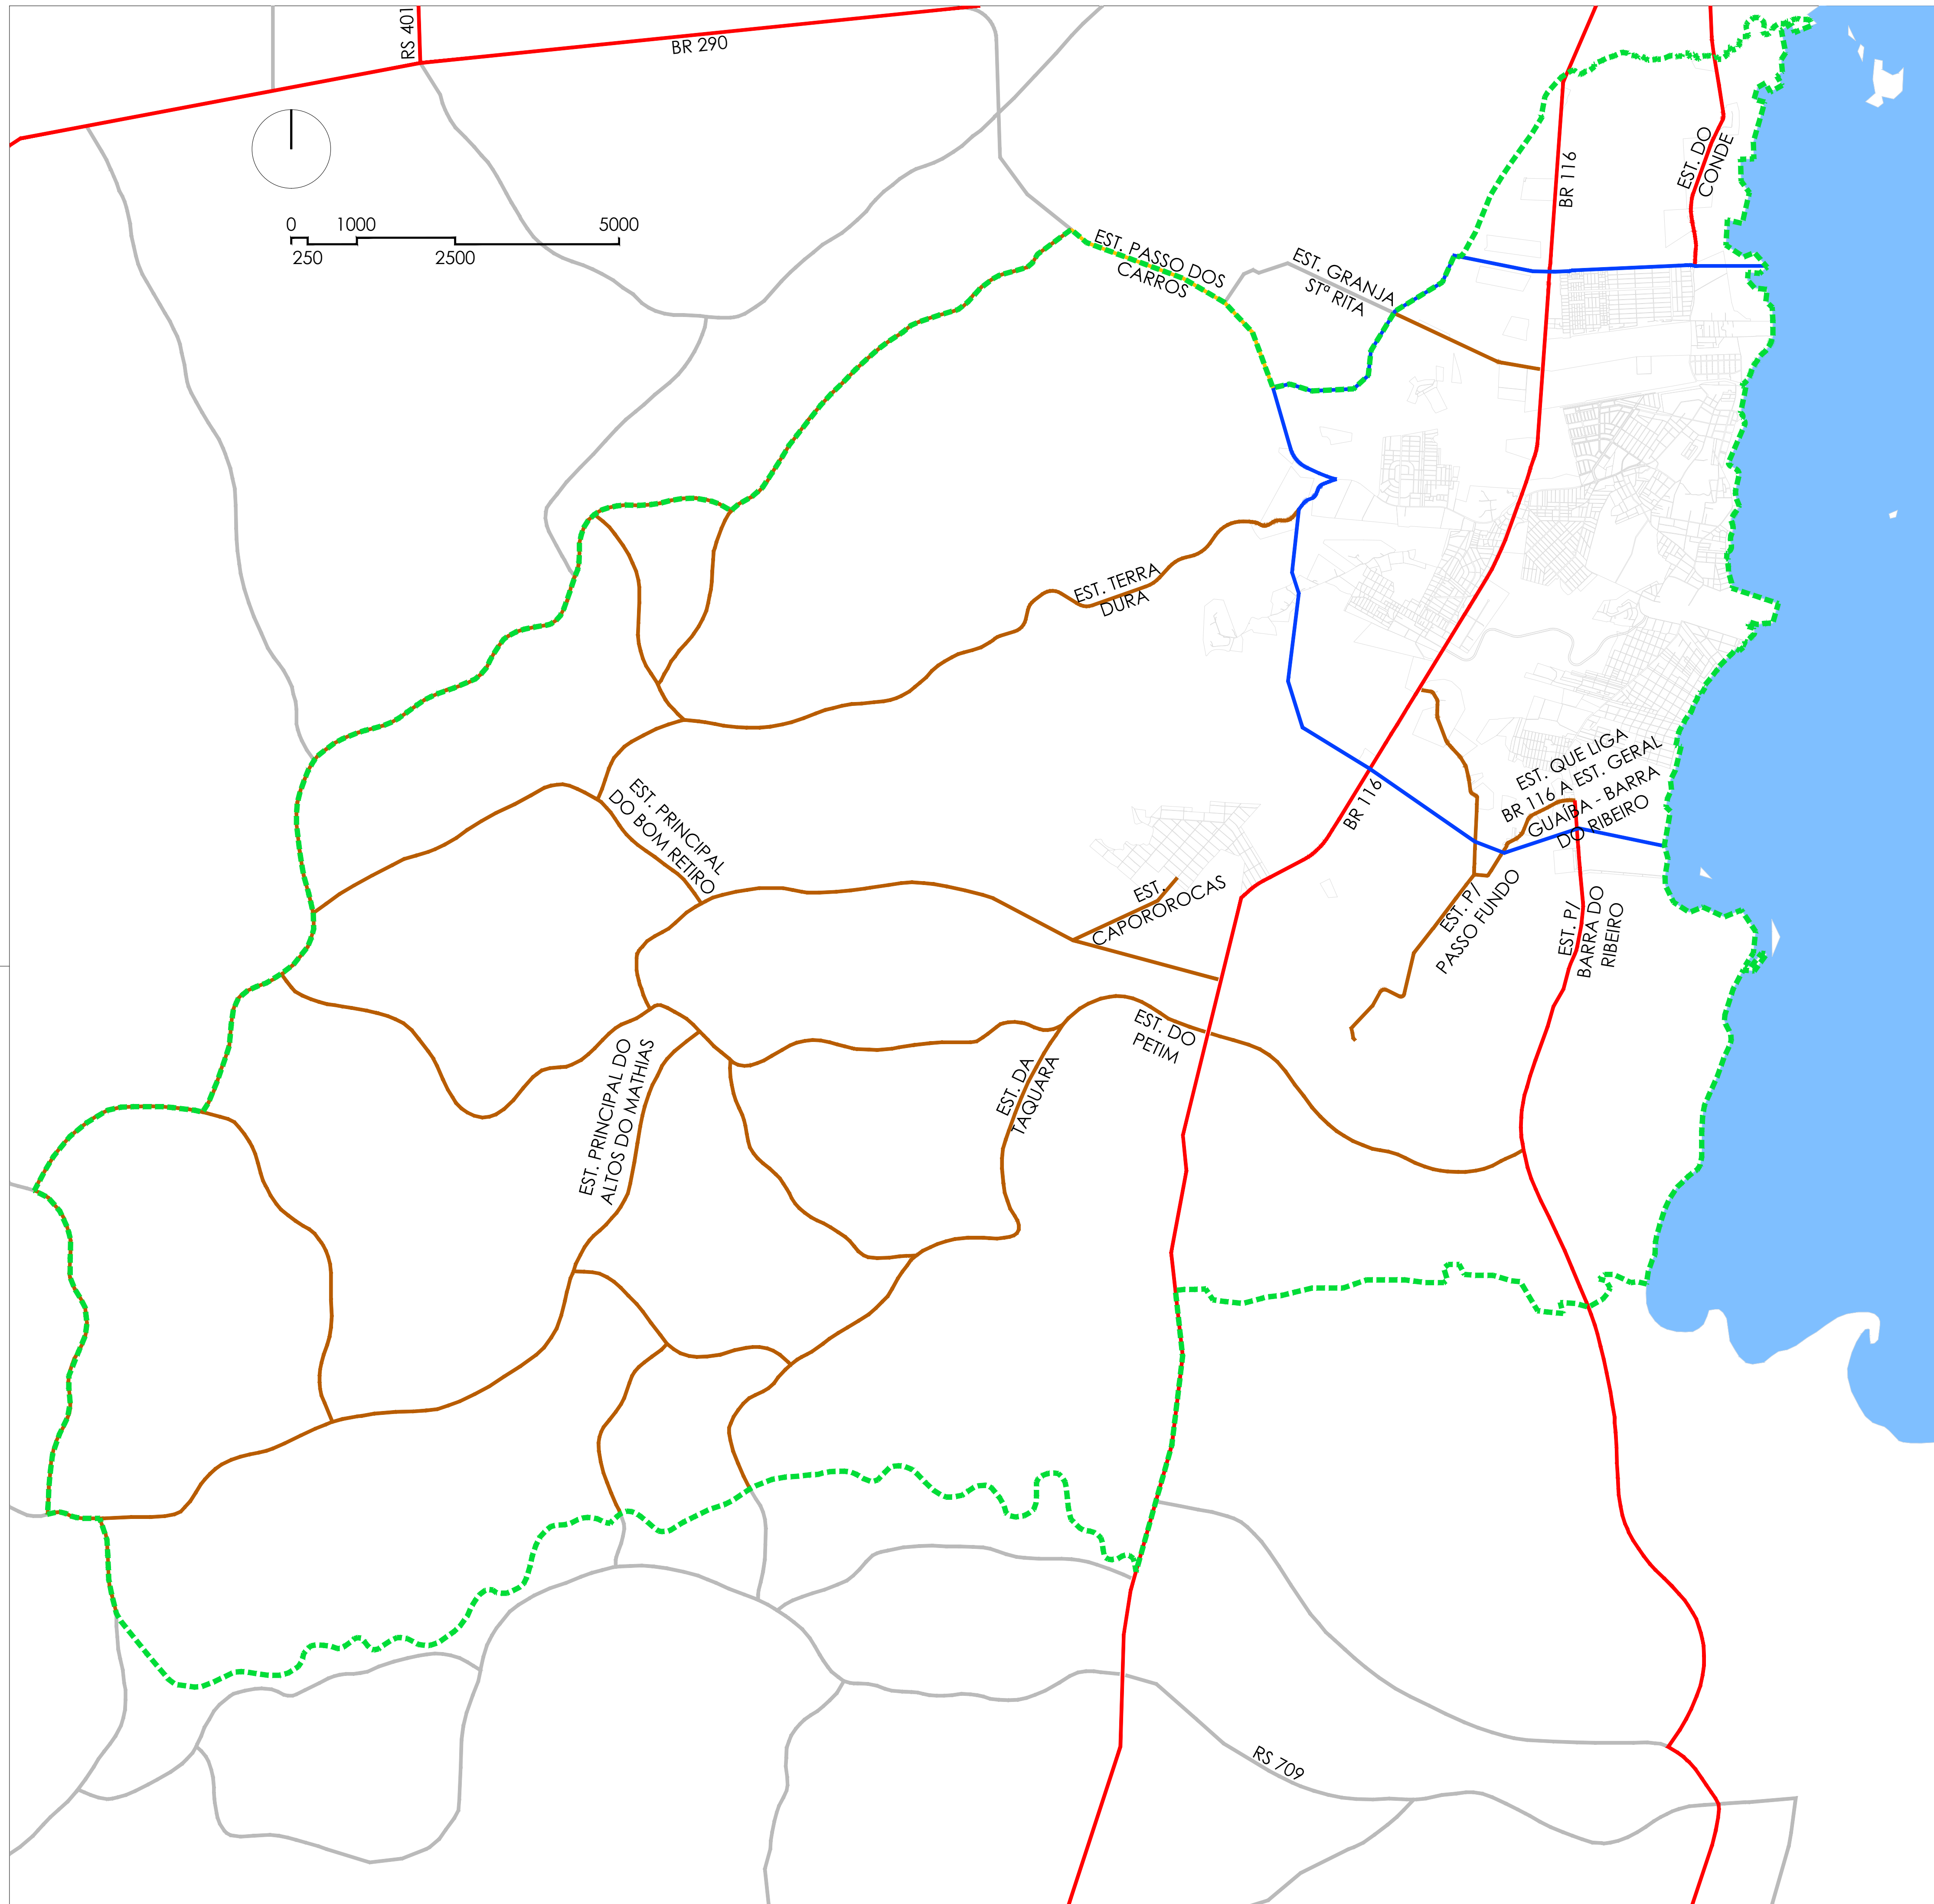 RS 401
BR 290
0 1000 5000
250 2500
BR 116
EST. DO
CONDE
EST. PASSO DOS
CARROS
EST. GRANJA
STº RITA
EST. TERRA
DURA
EST. PRINCIPAL
DO BOM RETIRO
EST. QUE LIGA
BR 116 A EST. GERAL
GUAÍBA - BARRA
DO RIBEIRO
BR 116
EST.
CAPOROROCAS
EST. P/
PASSO FUNDO
EST. P/
BARRA DO
RIBEIRO
EST. DO
PETIM
EST. DA
TAQUARA
EST. PRINCIPAL DO
ALTOS DO MATHIAS
RS 709